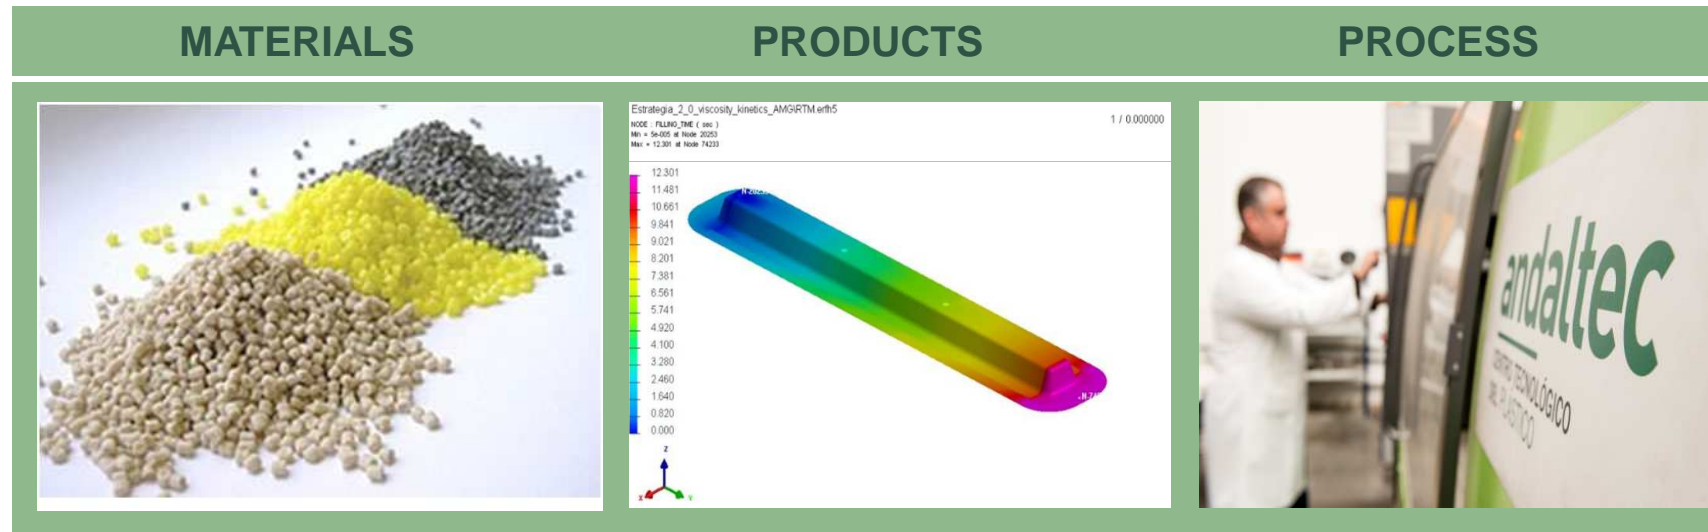 MATERIALS
PRODUCTS
PROCESS
Estrategia_2_0_viscosity_kinetics_AMG\RTM.erfh5
NODE : FILLING_TIME ( sec )
Min = 5e-005 at Node 20253
Max = 12.301 at Node 74233
1 / 0.000000
12.301
11.481
10.661
9.841
9.021
8.201
7.381
6.561
5.741
4.920
4.100
3.280
2.460
1.640
0.820
0.000
Z
X
Y
andaltec
CENTRO TECNOLÓGICO
DEL PLÁSTICO